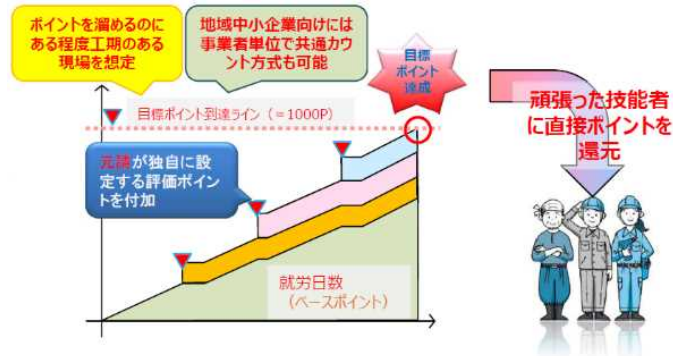 ポイントを溜めるのに
ある程度工期のある
現場を想定
地域中小企業向けには
事業者単位で共通カウ
ント方式も可能
目標
ポイント
達成
目標ポイント到達ライン（＝1000P）
頑張った技能者
に直接ポイントを
還元
元請が独自に設
定する評価ポイン
トを付加
就労日数
（ベースポイント）